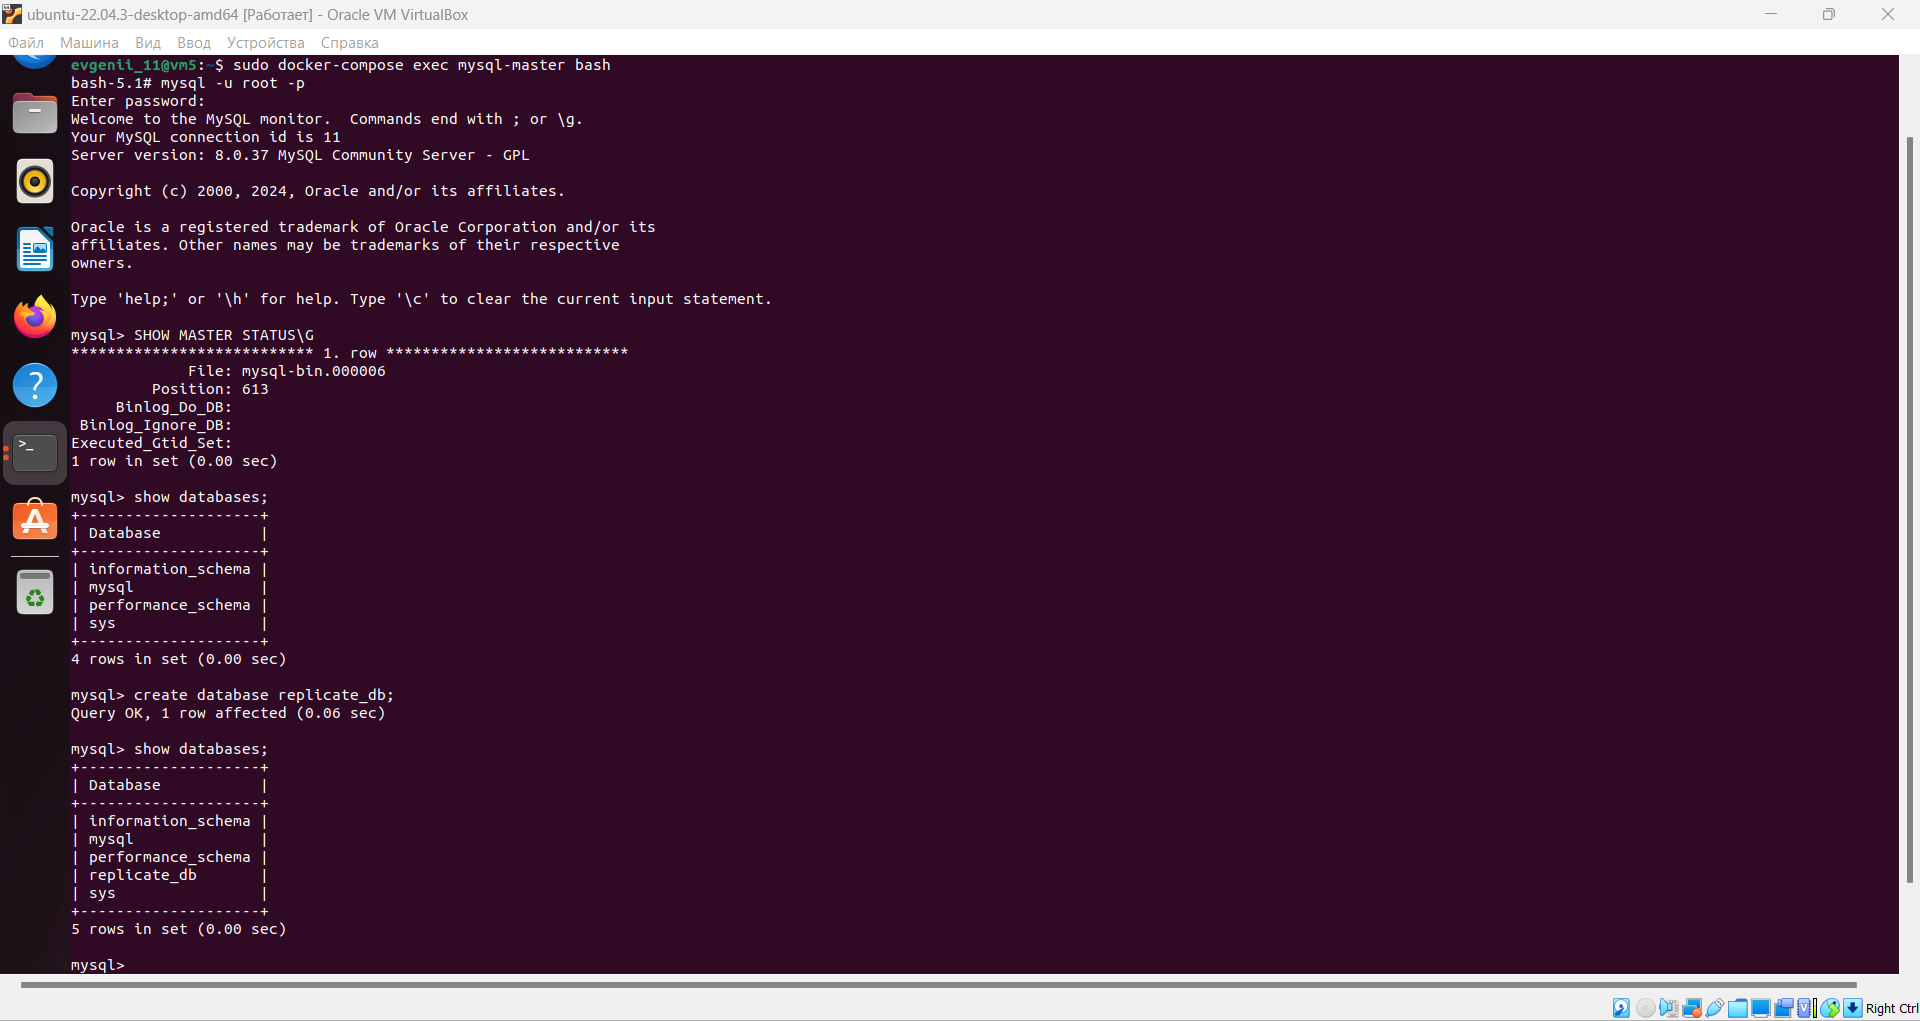 ubuntu-22.04.3-desktop-amd64 [Работает] - Oracle VM VirtualBox
Файл Машина Вид Ввод Устройства Справка
evgenii_11@vm5:~$ sudo docker-compose exec mysql-master bash
bash-5.1# mysql -u root -p
Enter password:
Welcome to the MySQL monitor.  Commands end with ; or \g.
Your MySQL connection id is 11
Server version: 8.0.37 MySQL Community Server - GPL
Copyright (c) 2000, 2024, Oracle and/or its affiliates.
Oracle is a registered trademark of Oracle Corporation and/or its
affiliates. Other names may be trademarks of their respective
owners.
Type 'help;' or '\h' for help. Type '\c' to clear the current input statement.
mysql> SHOW MASTER STATUS\G
*************************** 1. row ***************************
             File: mysql-bin.000006
         Position: 613
     Binlog_Do_DB:
 Binlog_Ignore_DB:
Executed_Gtid_Set:
1 row in set (0.00 sec)
mysql> show databases;
+--------------------+
| Database           |
+--------------------+
| information_schema |
| mysql              |
| performance_schema |
| sys                |
+--------------------+
4 rows in set (0.00 sec)
mysql> create database replicate_db;
Query OK, 1 row affected (0.06 sec)
mysql> show databases;
+--------------------+
| Database           |
+--------------------+
| information_schema |
| mysql              |
| performance_schema |
| replicate_db       |
| sys                |
+--------------------+
5 rows in set (0.00 sec)
mysql>
Right Ctrl